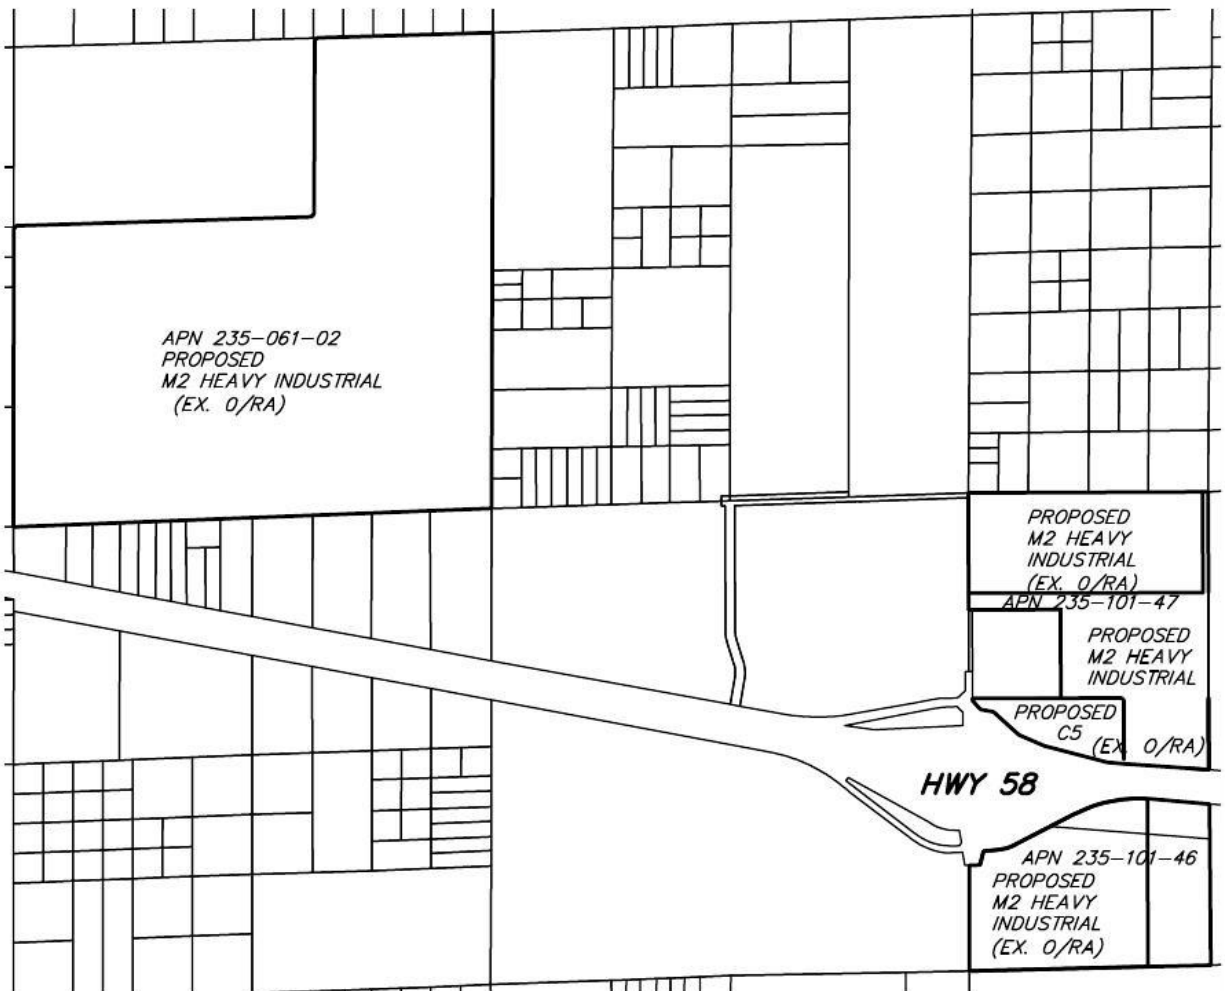 APN 235-061-02
PROPOSED
M2 HEAVY INDUSTRIAL
(EX. O/RA)
PROPOSED
M2 HEAVY
INDUSTRIAL
(EX. O/RA)
APN 235-101-47
PROPOSED
M2 HEAVY
INDUSTRIAL
PROPOSED
C5
(EX. O/RA)
HWY 58
APN 235-101-46
PROPOSED
M2 HEAVY
INDUSTRIAL
(EX. O/RA)